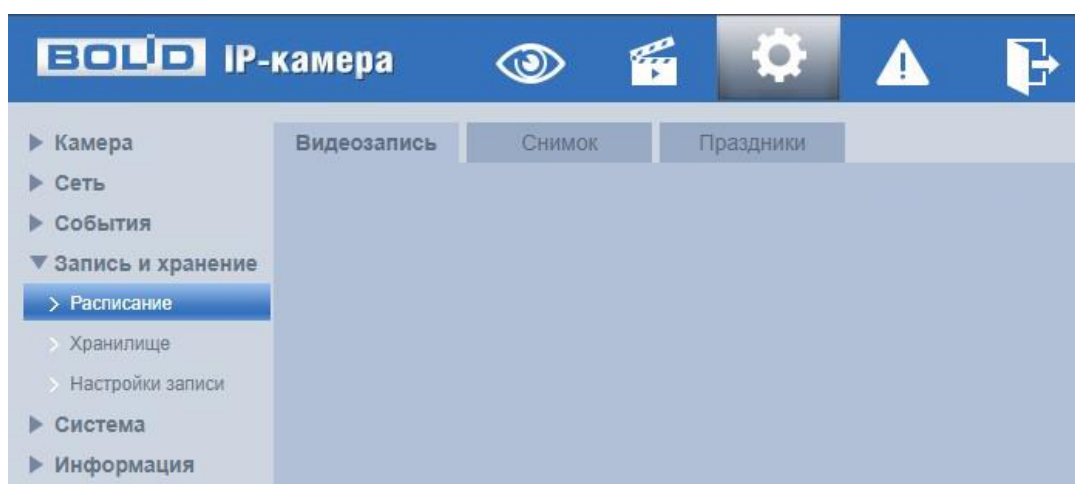 BOLID IP-камера
Камера
Сеть
События
Запись и хранение
Расписание
Хранилище
Настройки записи
Система
Информация
Видеозапись
Снимок
Праздники